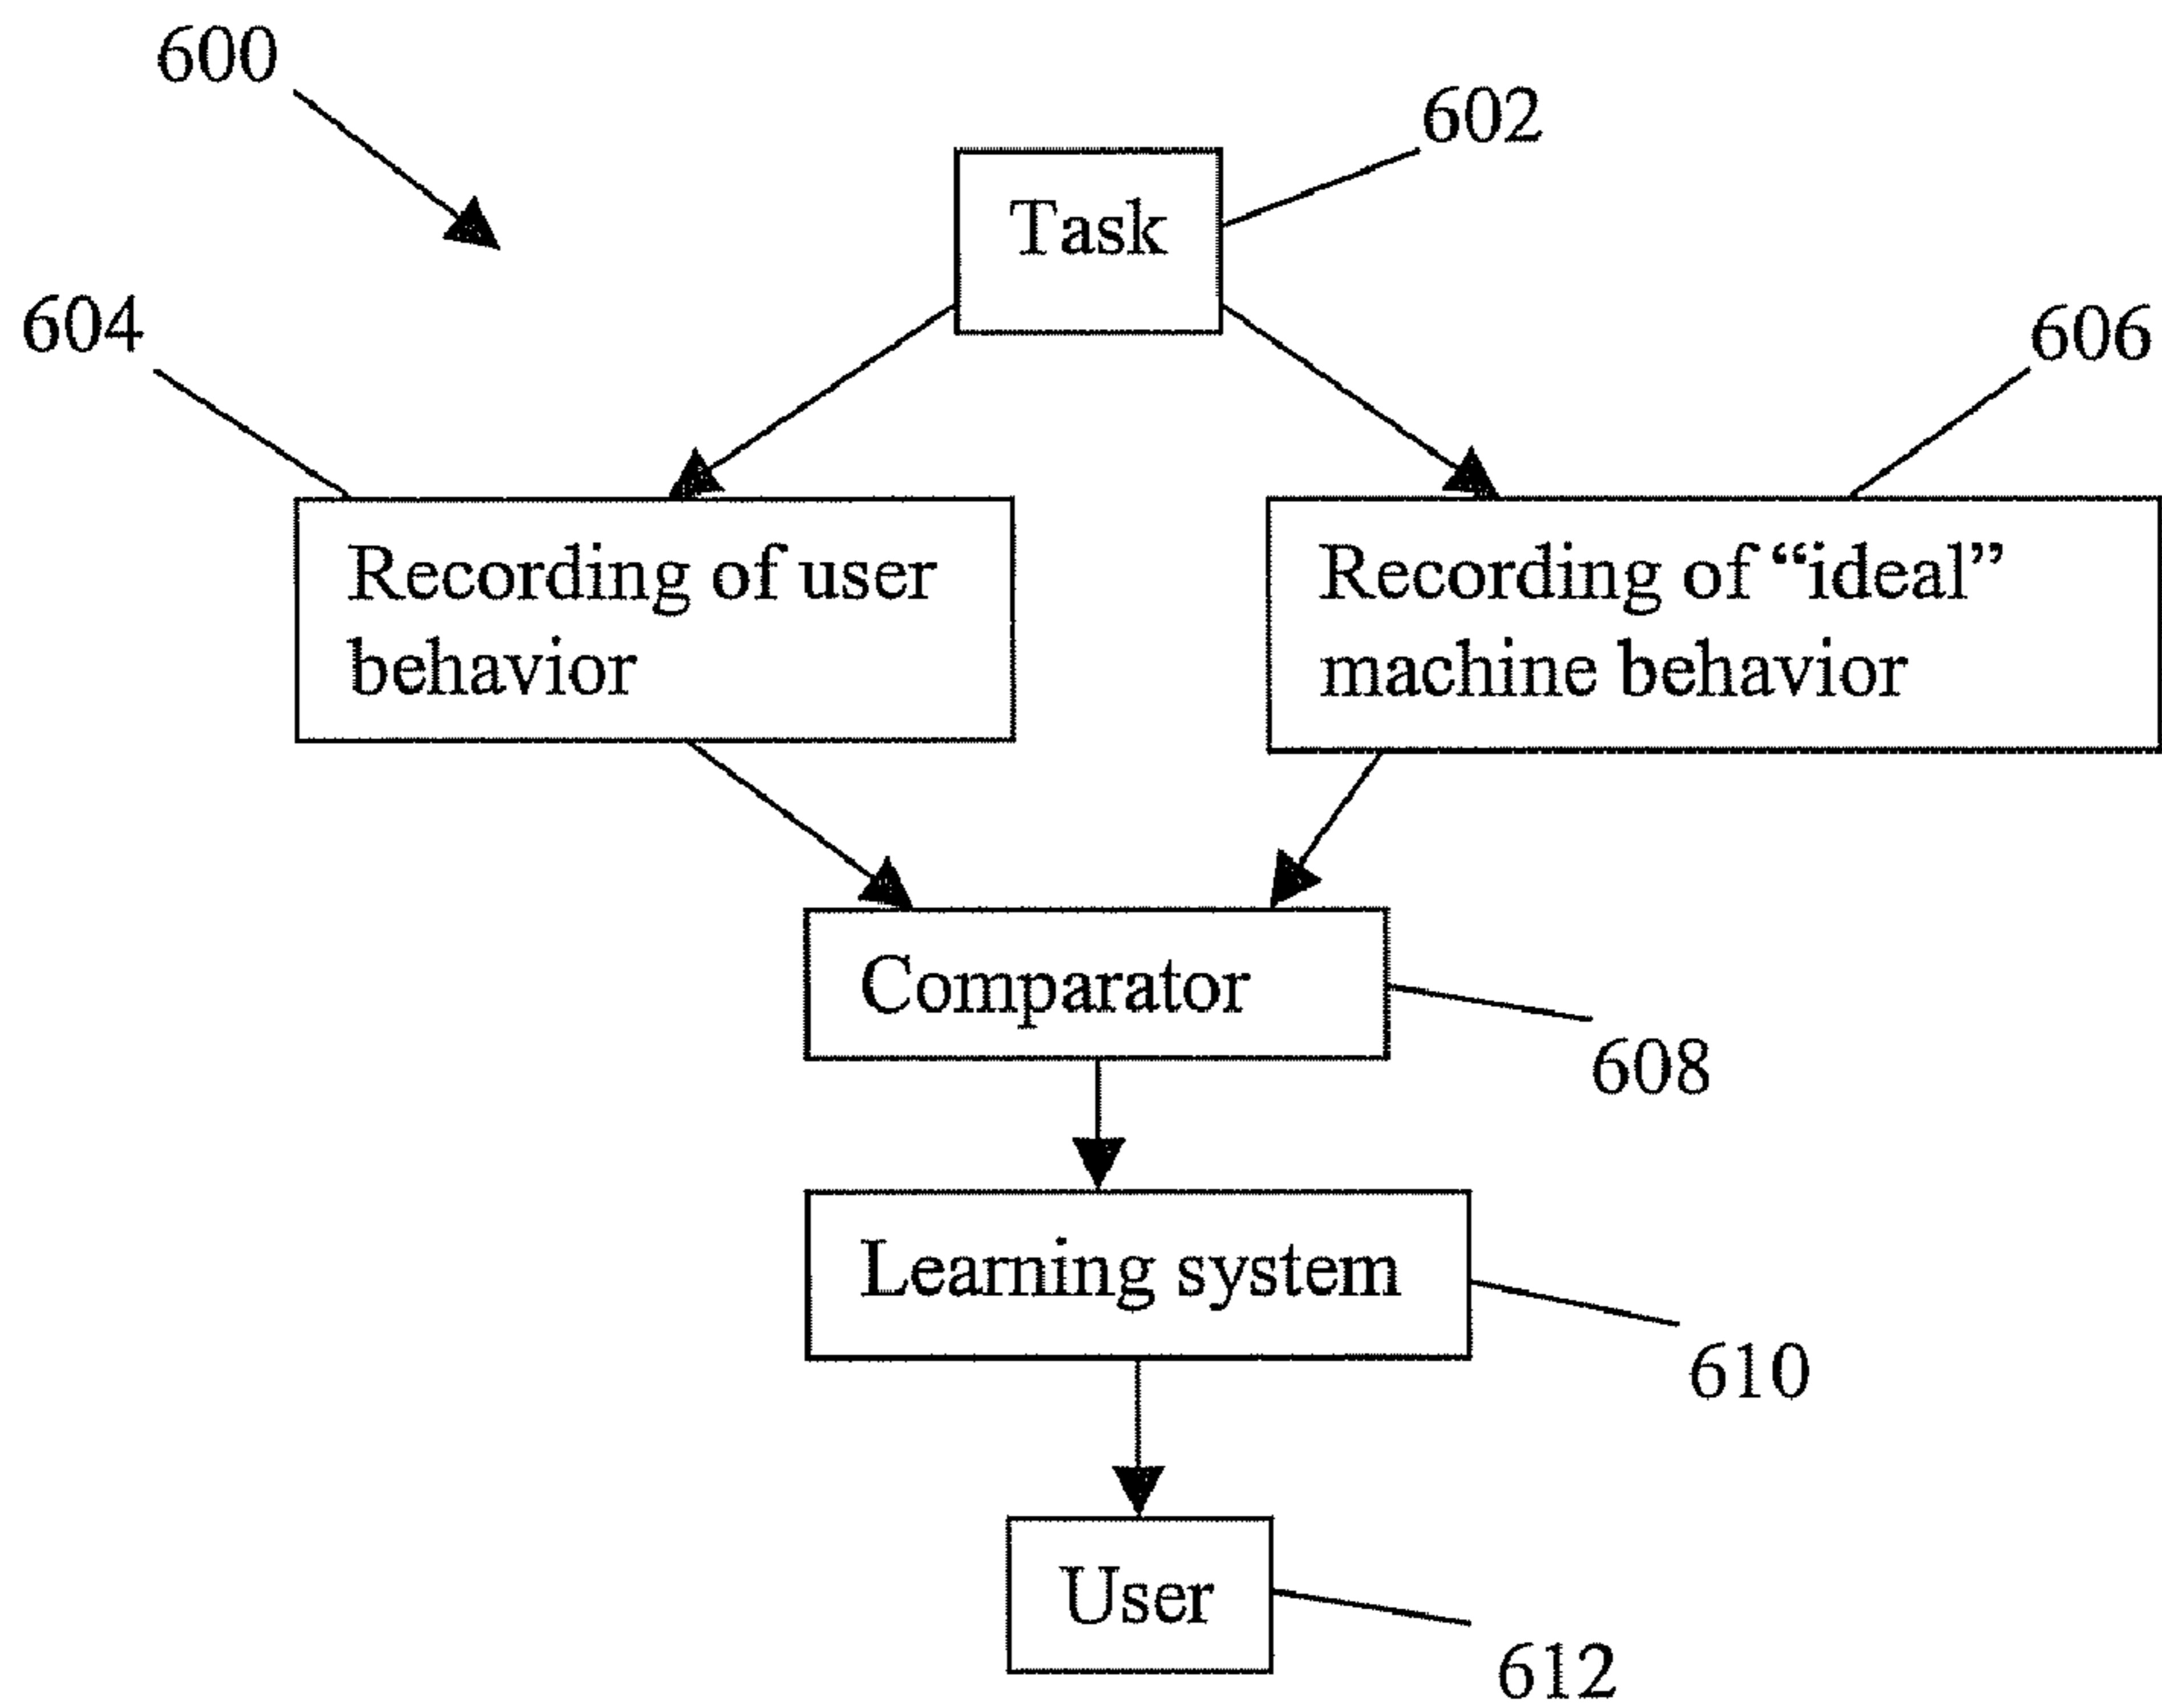 600
602
Task
604
606
Recording of user
behavior
Recording of “ideal”
machine behavior
Comparator
608
Learning system
610
User
612